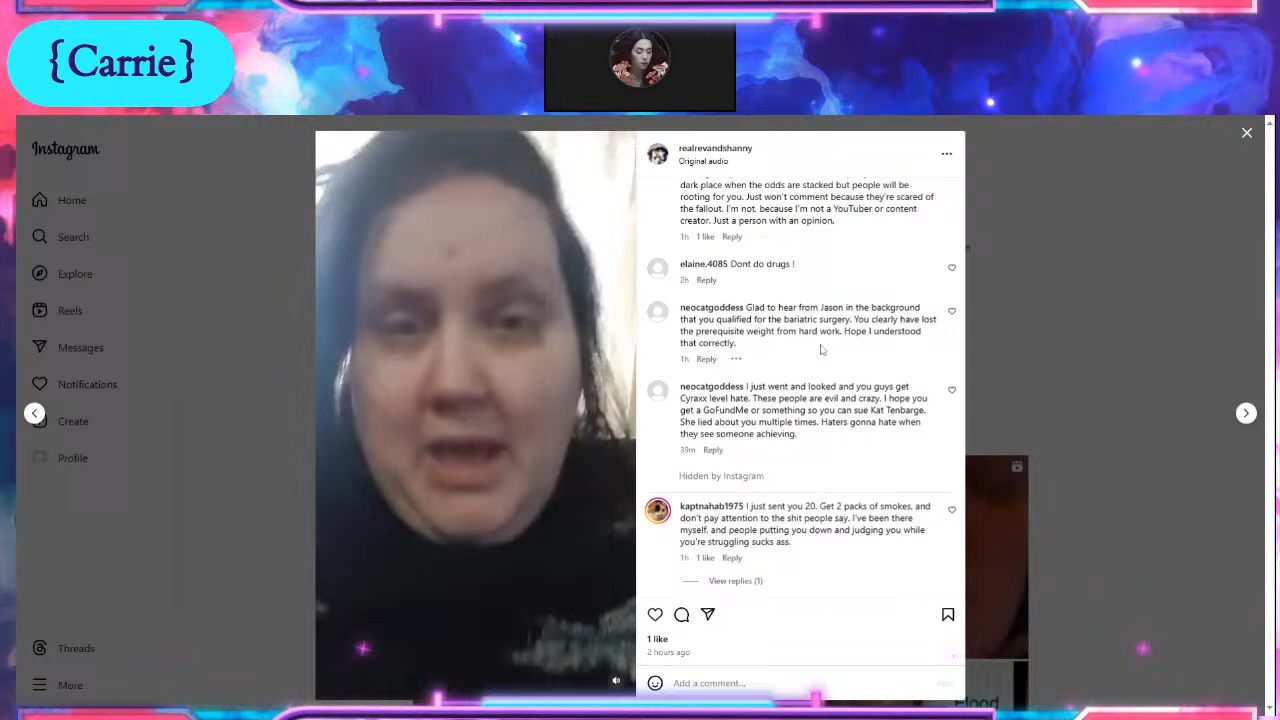 {Carrie}
Instagram
Home
Search
Explore
Reels
Messages
Notifications
Create
Profile
Threads
More
realrevandshanny
Original audio
dark place when the odds are stacked but people will be
rooting for you. Just won't comment because they're scared of
the fallout. I'm not, because I'm not a YouTuber or content
creator. Just a person with an opinion.
1h 1 like Reply
elaine.4085 Dont do drugs !
2h Reply
neocatgoddess Glad to hear from Jason in the background
that you qualified for the bariatric surgery. You clearly have lost
the prerequisite weight from hard work. Hope I understood
that correctly.
1h Reply
neocatgoddess I just went and looked and you guys get
Cyraxx level hate. These people are evil and crazy. I hope you
get a GoFundMe or something so you can sue Kat Tenbarge.
She lied about you multiple times. Haters gonna hate when
they see someone achieving.
39m Reply
Hidden by Instagram
kaptnahab1975 I just sent you 20. Get 2 packs of smokes, and
don't pay attention to the shit people say. I've been there
myself, and people putting you down and judging you while
you're struggling sucks ass.
1h 1 like Reply
View replies (1)
1 like
2 hours ago
Add a comment...
Post